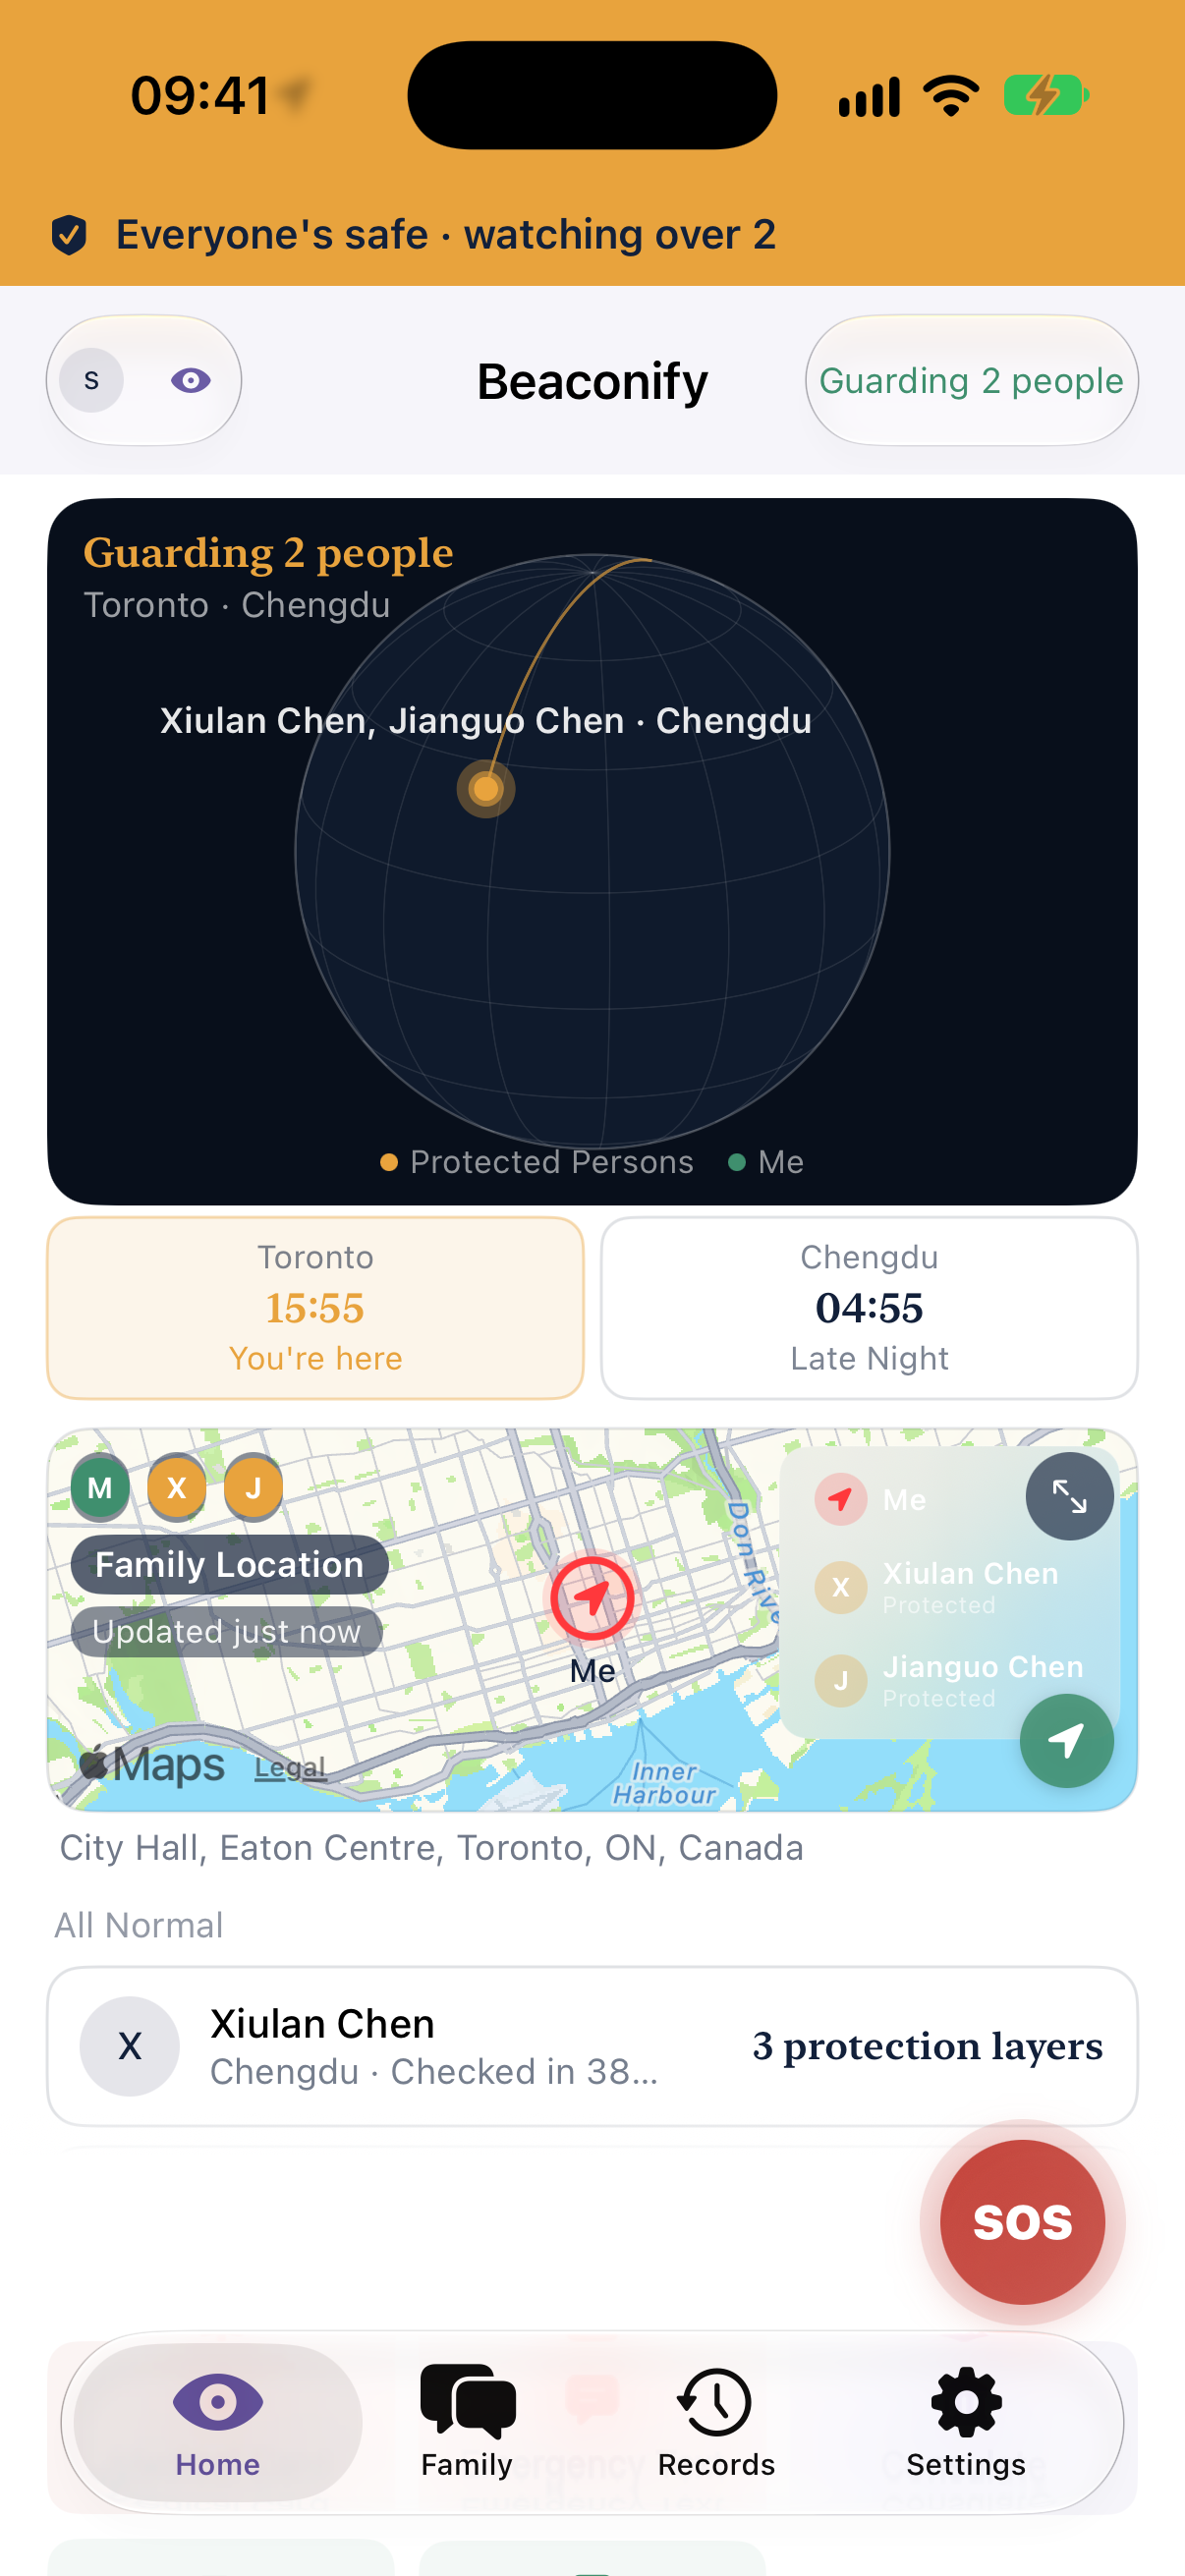 09:41
Everyone's safe · watching over 2
S
Beaconify
Guarding 2 people
Guarding 2 people
Toronto · Chengdu
Xiulan Chen, Jianguo Chen · Chengdu
Protected Persons
Me
Toronto
15:55
You're here
Chengdu
04:55
Late Night
M
X
J
Family Location
Updated just now
Don Rive
Me
Me
X
Xiulan Chen
Protected
J
Jianguo Chen
Protected
Maps
Legal
Inner
Harbour
City Hall, Eaton Centre, Toronto, ON, Canada
All Normal
X
Xiulan Chen
Chengdu · Checked in 38...
3 protection layers
SOS
Home
Family
Records
Settings